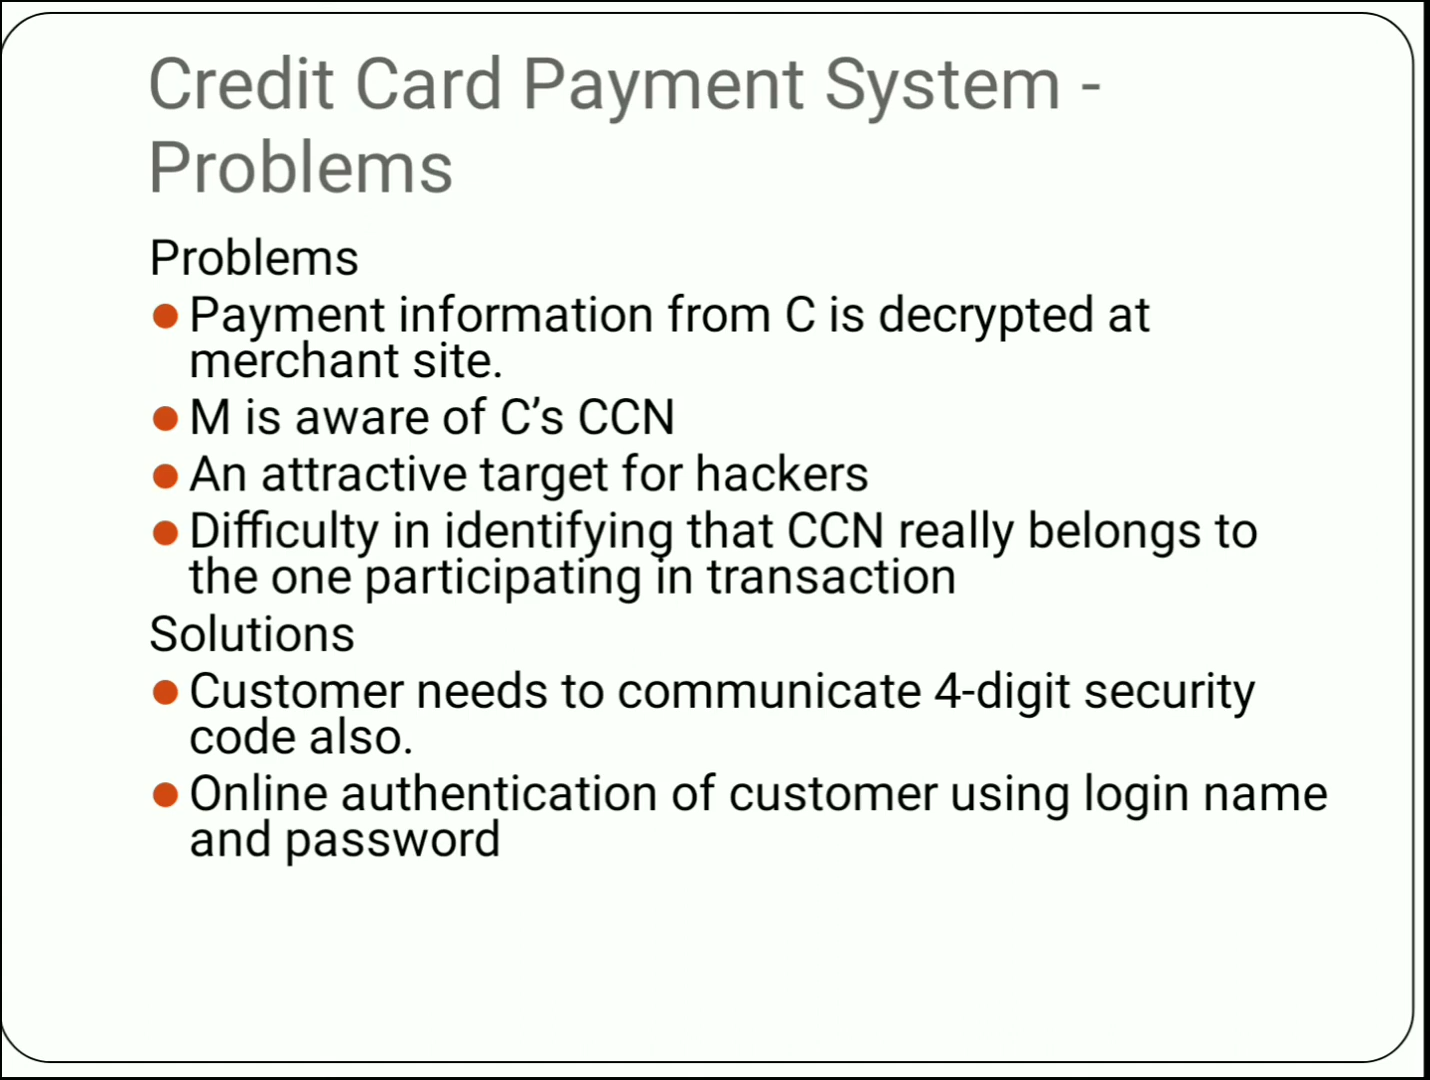 Credit Card Payment System -
Problems
Problems
Payment information from C is decrypted at
merchant site.
M is aware of C’s CCN
An attractive target for hackers
Difficulty in identifying that CCN really belongs to
the one participating in transaction
Solutions
Customer needs to communicate 4-digit security
code also.
Online authentication of customer using login name
and password